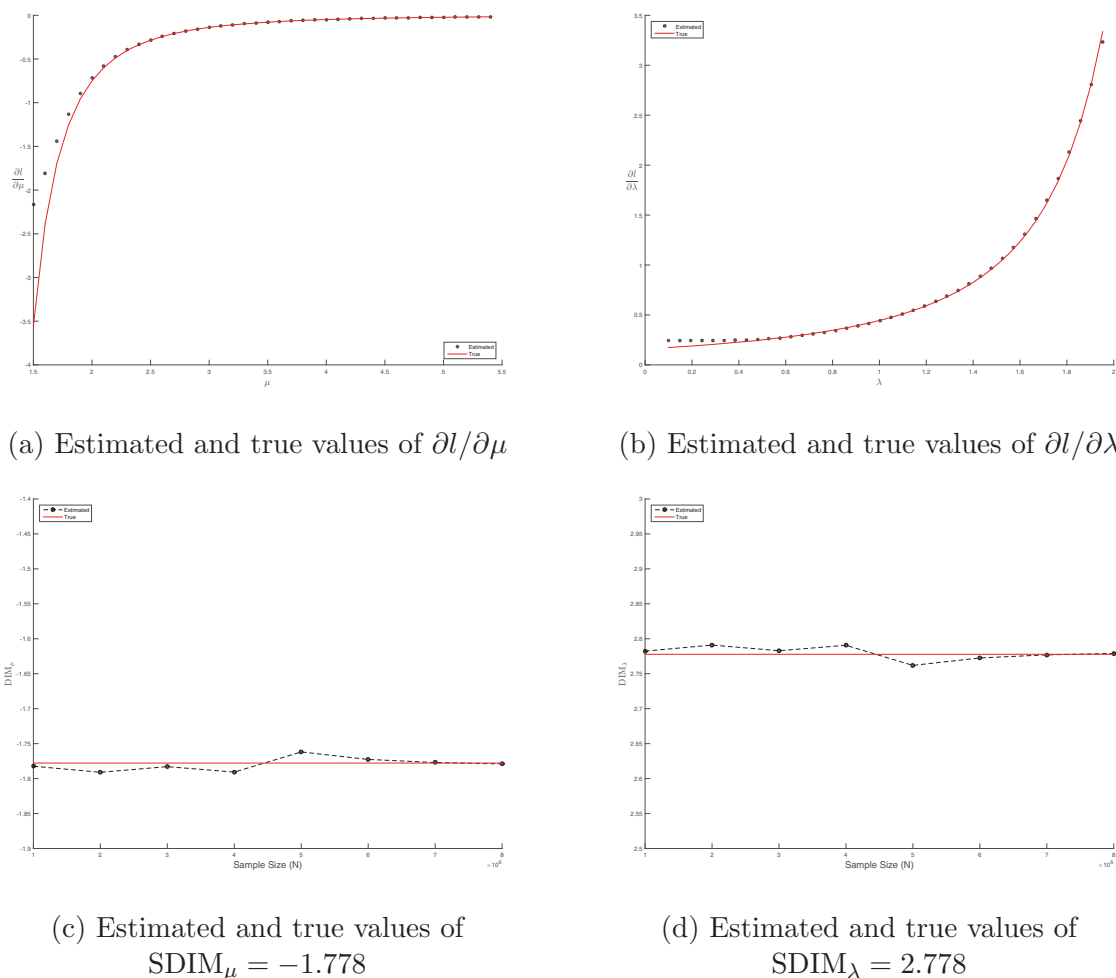 0
-0.5
-1
-1.5
∂l
∂μ
-2
-2.5
-3
-3.5
-4
Estimated
True
1.5 2 2.5 3 3.5 4 4.5 5 5.5
μ
(a) Estimated and true values of ∂l/∂μ
3.5
3
2.5
2
∂l
∂λ
1.5
1
0.5
0
Estimated
True
0 0.2 0.4 0.6 0.8 1 1.2 1.4 1.6 1.8 2
λ
(b) Estimated and true values of ∂l/∂λ
-1.4
-1.45
-1.5
-1.55
-1.6
-1.65
-1.7
-1.75
-1.8
-1.85
-1.9
DIMμ
Estimated
True
1 2 3 4 5 6 7 8
Sample Size (N)
(c) Estimated and true values of
SDIMμ = −1.778
3
2.95
2.9
2.85
2.8
2.75
2.7
2.65
2.6
2.55
2.5
DIMλ
Estimated
True
1 2 3 4 5 6 7 8
Sample Size (N)
(d) Estimated and true values of
SDIMλ = 2.778